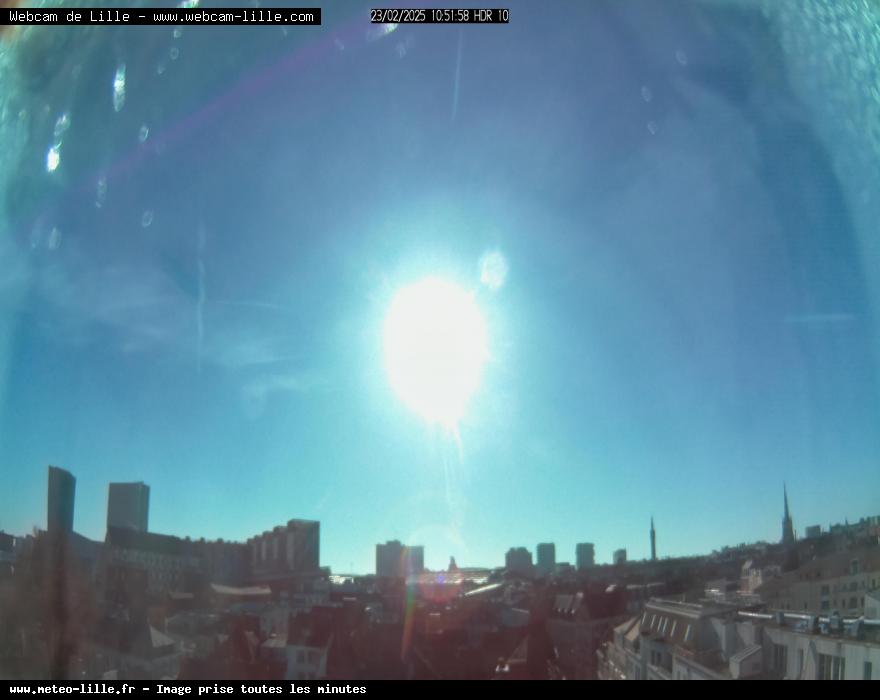 Webcam de Lille - www.webcam-lille.com
23/02/2025 10:51:58 HDR 10
www.meteo-lille.fr - Image prise toutes les minutes